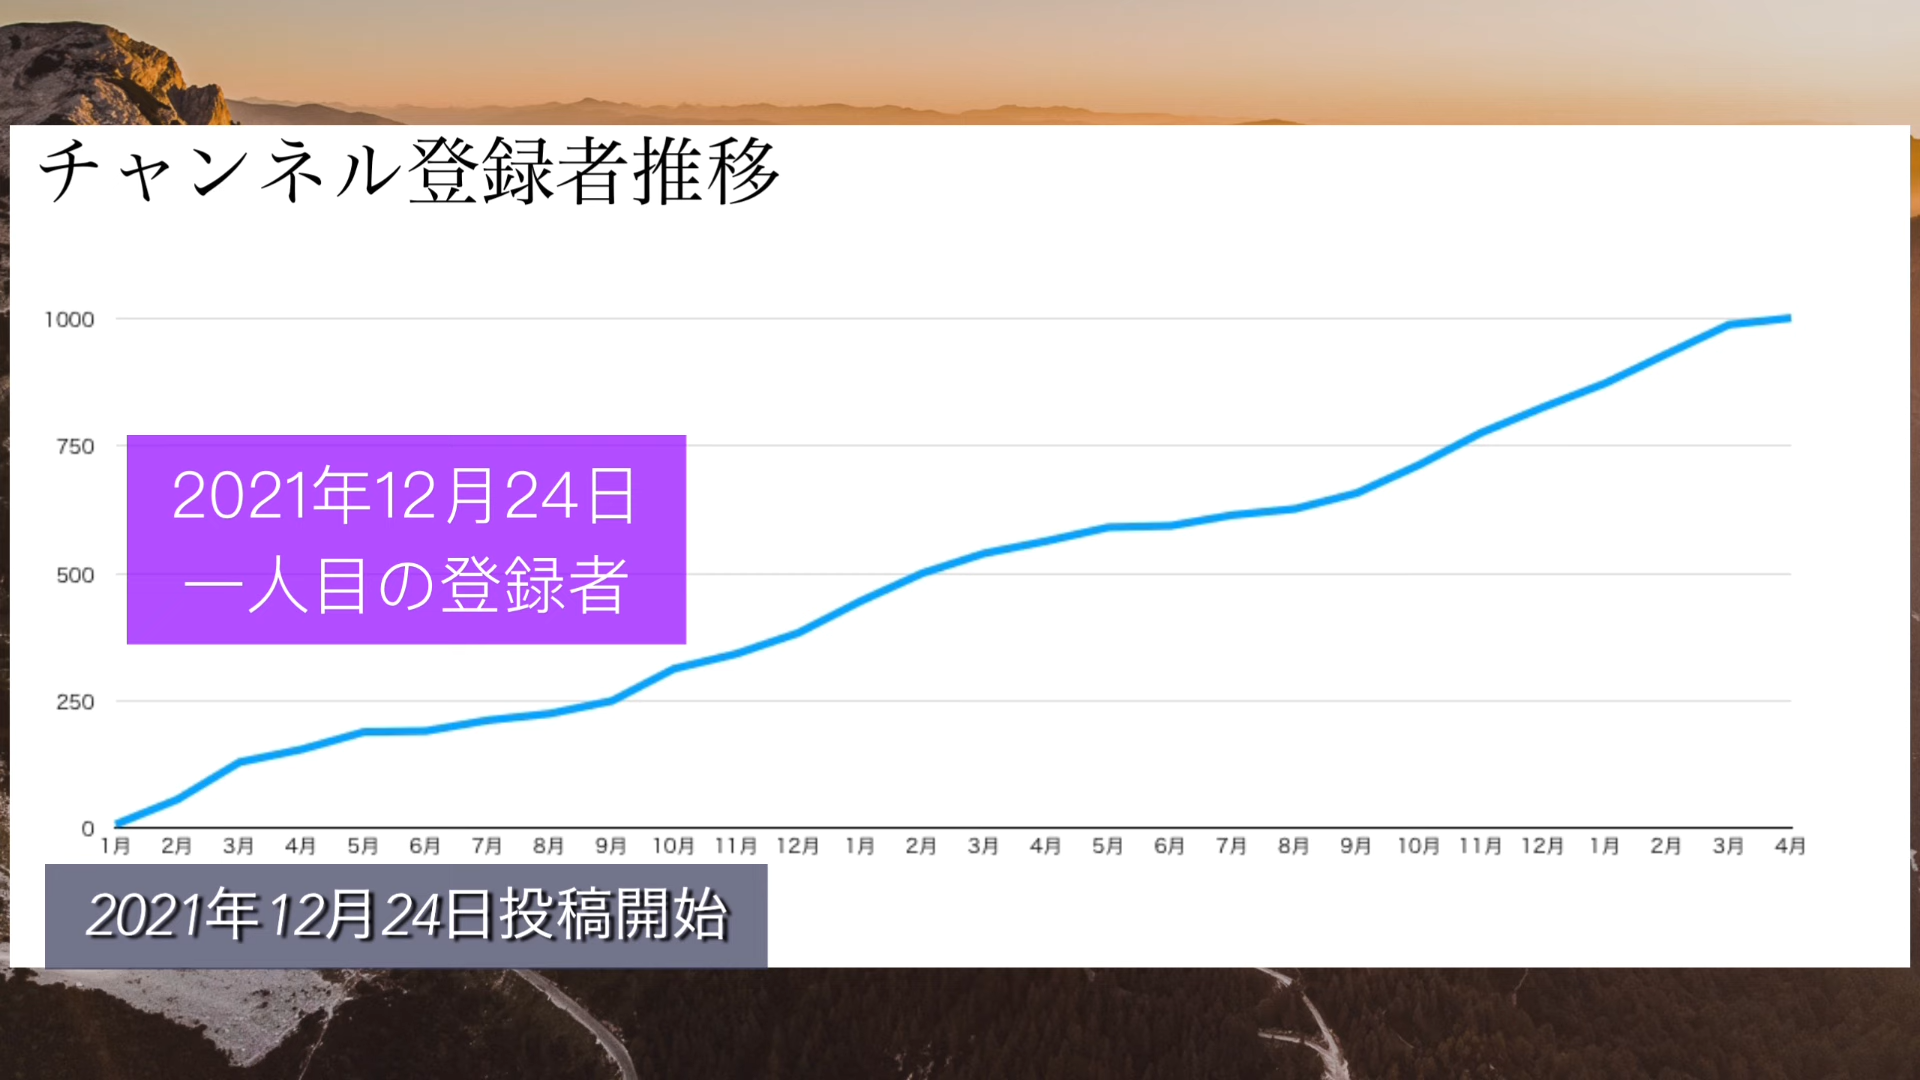 チャンネル登録者推移
1000
750
500
250
0
2021年12月24日
一人目の登録者
1月 2月 3月 4月 5月 6月 7月 8月 9月 10月 11月 12月 1月 2月 3月 4月 5月 6月 7月 8月 9月 10月 11月 12月 1月 2月 3月 4月
2021年12月24日投稿開始